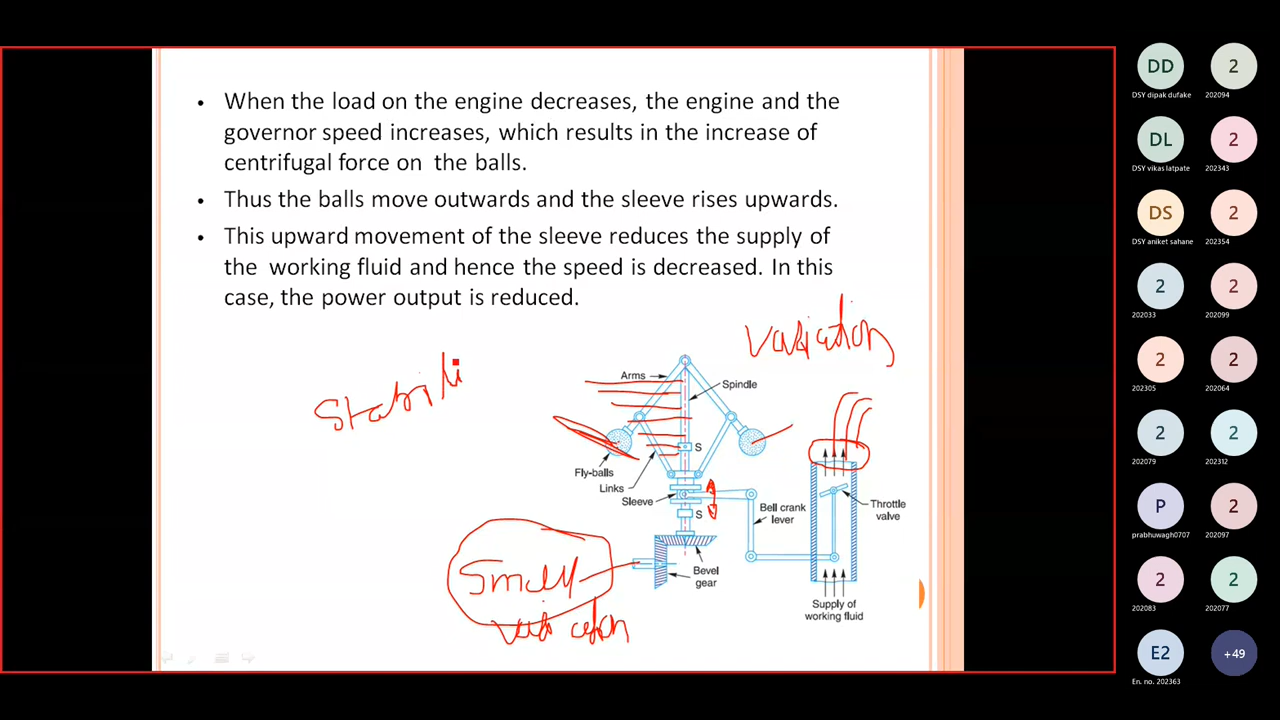 • When the load on the engine decreases, the engine and the
governor speed increases, which results in the increase of
centrifugal force on the balls.
• Thus the balls move outwards and the sleeve rises upwards.
• This upward movement of the sleeve reduces the supply of
the working fluid and hence the speed is decreased. In this
case, the power output is reduced.
variation
Stabili
Arms
Spindle
S
Fly-balls
Links
Sleeve
S
Bell crank
lever
Throttle
valve
Small
Bevel
gear
Supply of
working fluid
DD
DSY dipak dufake
2
202094
DL
DSY vikas latpate
2
202343
DS
DSY aniket sahane
2
202354
2
202033
2
202099
2
202305
2
202064
2
202079
2
202312
P
prabhuwagh0707
2
202097
2
202083
2
202077
E2
En. no. 202363
+49